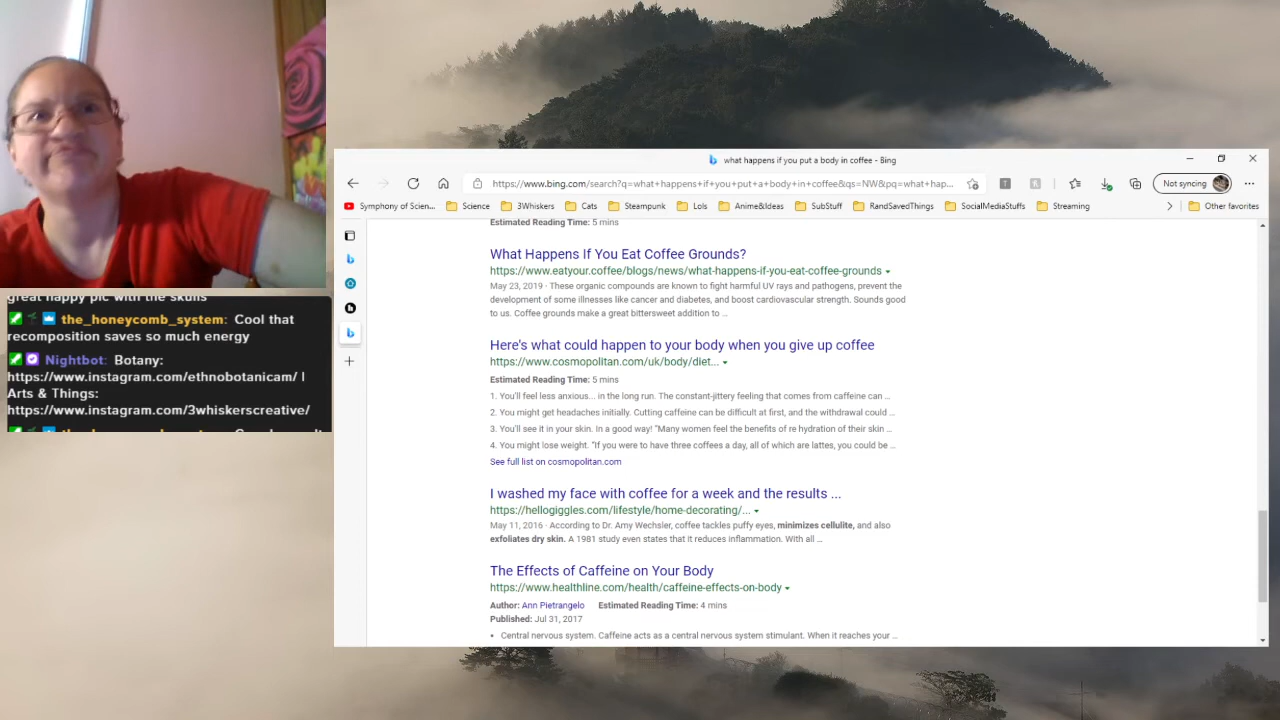 great happy pic with the skulls
the_honeycomb_system: Cool that
recomposition saves so much energy
Nightbot: Botany:
https://www.instagram.com/ethnobotanicam/ |
Arts & Things:
https://www.instagram.com/3whiskerscreative/
what happens if you put a body in coffee - Bing
https://www.bing.com/search?q=what+happens+if+you+put+a+body+in+coffee&qs=NW&pq=what+hap...
Not syncing
Symphony of Scien...
Science
3Whiskers
Cats
Steampunk
Lols
Anime&Ideas
SubStuff
RandSavedThings
SocialMediaStuffs
Streaming
Other favorites
Estimated Reading Time: 5 mins
What Happens If You Eat Coffee Grounds?
https://www.eatyour.coffee/blogs/news/what-happens-if-you-eat-coffee-grounds
May 23, 2019 · These organic compounds are known to fight harmful UV rays and pathogens, prevent the
development of some illnesses like cancer and diabetes, and boost cardiovascular strength. Sounds good
to us. Coffee grounds make a great bittersweet addition to ...
Here's what could happen to your body when you give up coffee
https://www.cosmopolitan.com/uk/body/diet...
Estimated Reading Time: 5 mins
1. You'll feel less anxious... in the long run. The constant-jittery feeling that comes from caffeine can ...
2. You might get headaches initially. Cutting caffeine can be difficult at first, and the withdrawal could ...
3. You'll see it in your skin. In a good way! "Many women feel the benefits of re hydration of their skin ...
4. You might lose weight. "If you were to have three coffees a day, all of which are lattes, you could be ...
See full list on cosmopolitan.com
I washed my face with coffee for a week and the results ...
https://hellogiggles.com/lifestyle/home-decorating/...
May 11, 2016 · According to Dr. Amy Wechsler, coffee tackles puffy eyes, minimizes cellulite, and also
exfoliates dry skin. A 1981 study even states that it reduces inflammation. With all ...
The Effects of Caffeine on Your Body
https://www.healthline.com/health/caffeine-effects-on-body
Author: Ann Pietrangelo Estimated Reading Time: 4 mins
Published: Jul 31, 2017
• Central nervous system. Caffeine acts as a central nervous system stimulant. When it reaches your ...